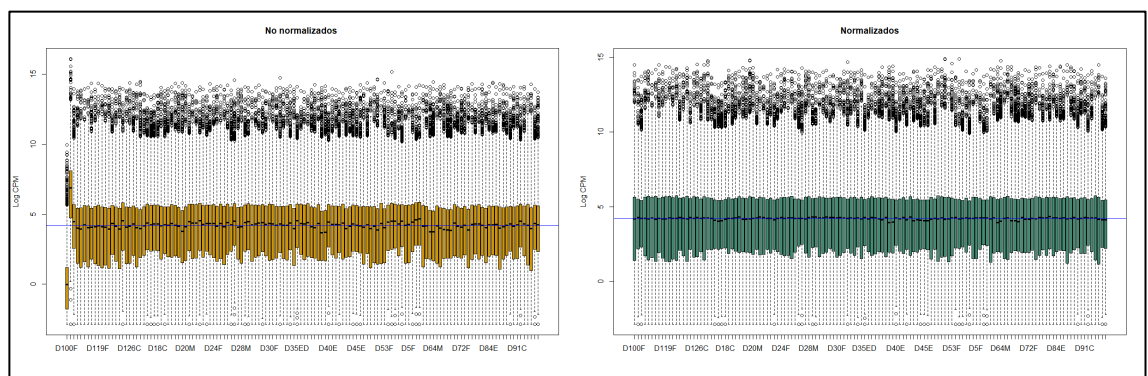 No normalizados
Log CPM
15
10
5
0
D100F D119F D126C D18C D20M D24F D28M D30F D35ED D40E D45E D53F D5F D64M D72F D84E D91C
Normalizados
Log CPM
15
10
5
0
D100F D119F D126C D18C D20M D24F D28M D30F D35ED D40E D45E D53F D5F D64M D72F D84E D91C